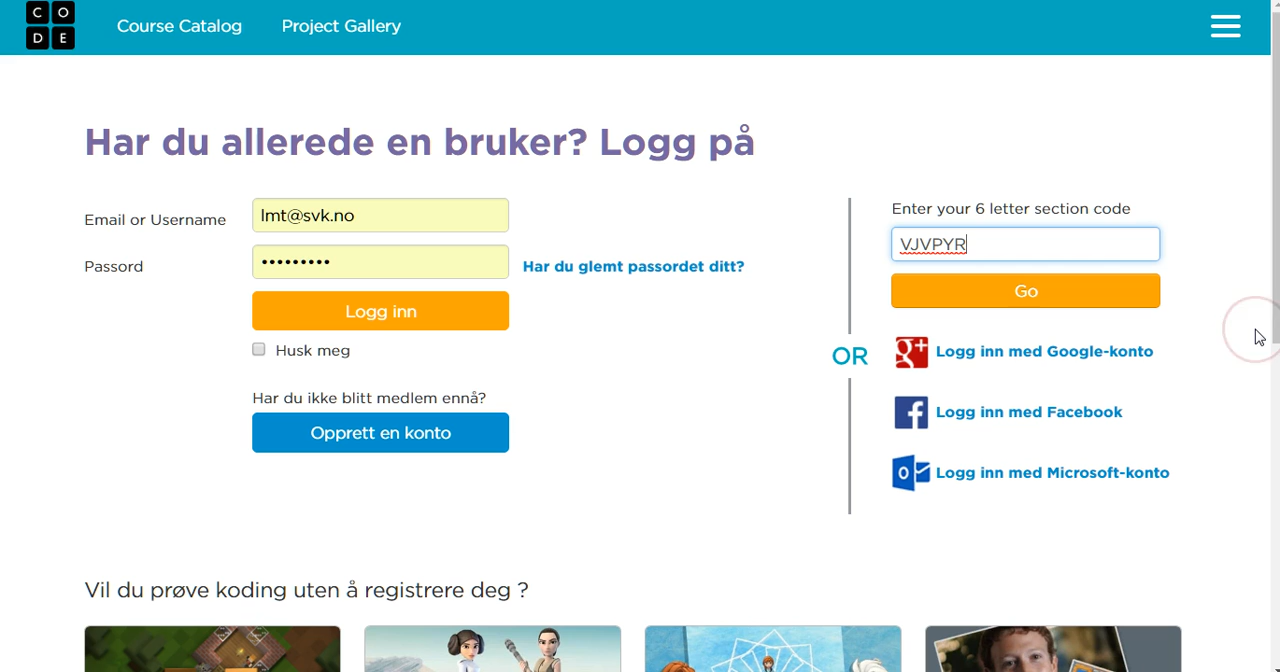 C O
D E
Course Catalog
Project Gallery
Har du allerede en bruker? Logg på
Email or Username
lmt@svk.no
Passord
•••••••••
Har du glemt passordet ditt?
Logg inn
Husk meg
Har du ikke blitt medlem ennå?
Opprett en konto
OR
Enter your 6 letter section code
VJVPYR
Go
g+
Logg inn med Google-konto
f
Logg inn med Facebook
o
Logg inn med Microsoft-konto
Vil du prøve koding uten å registrere deg ?